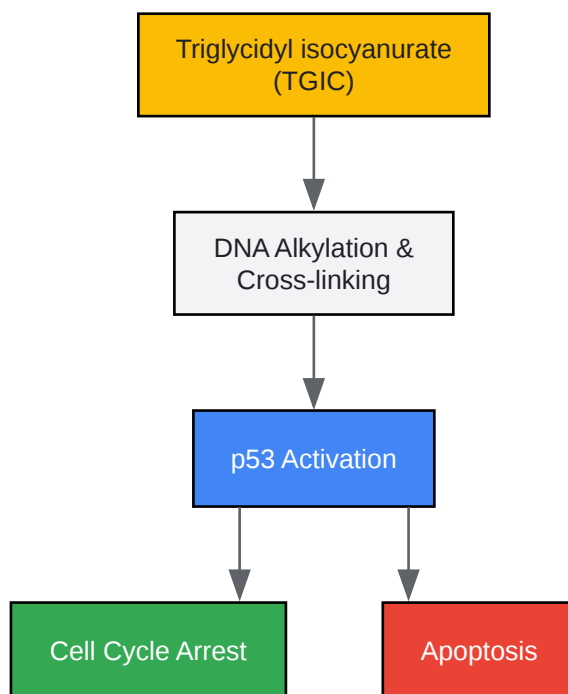 Triglycidyl isocyanurate
(TGIC)
DNA Alkylation &
Cross-linking
p53 Activation
Cell Cycle Arrest
Apoptosis